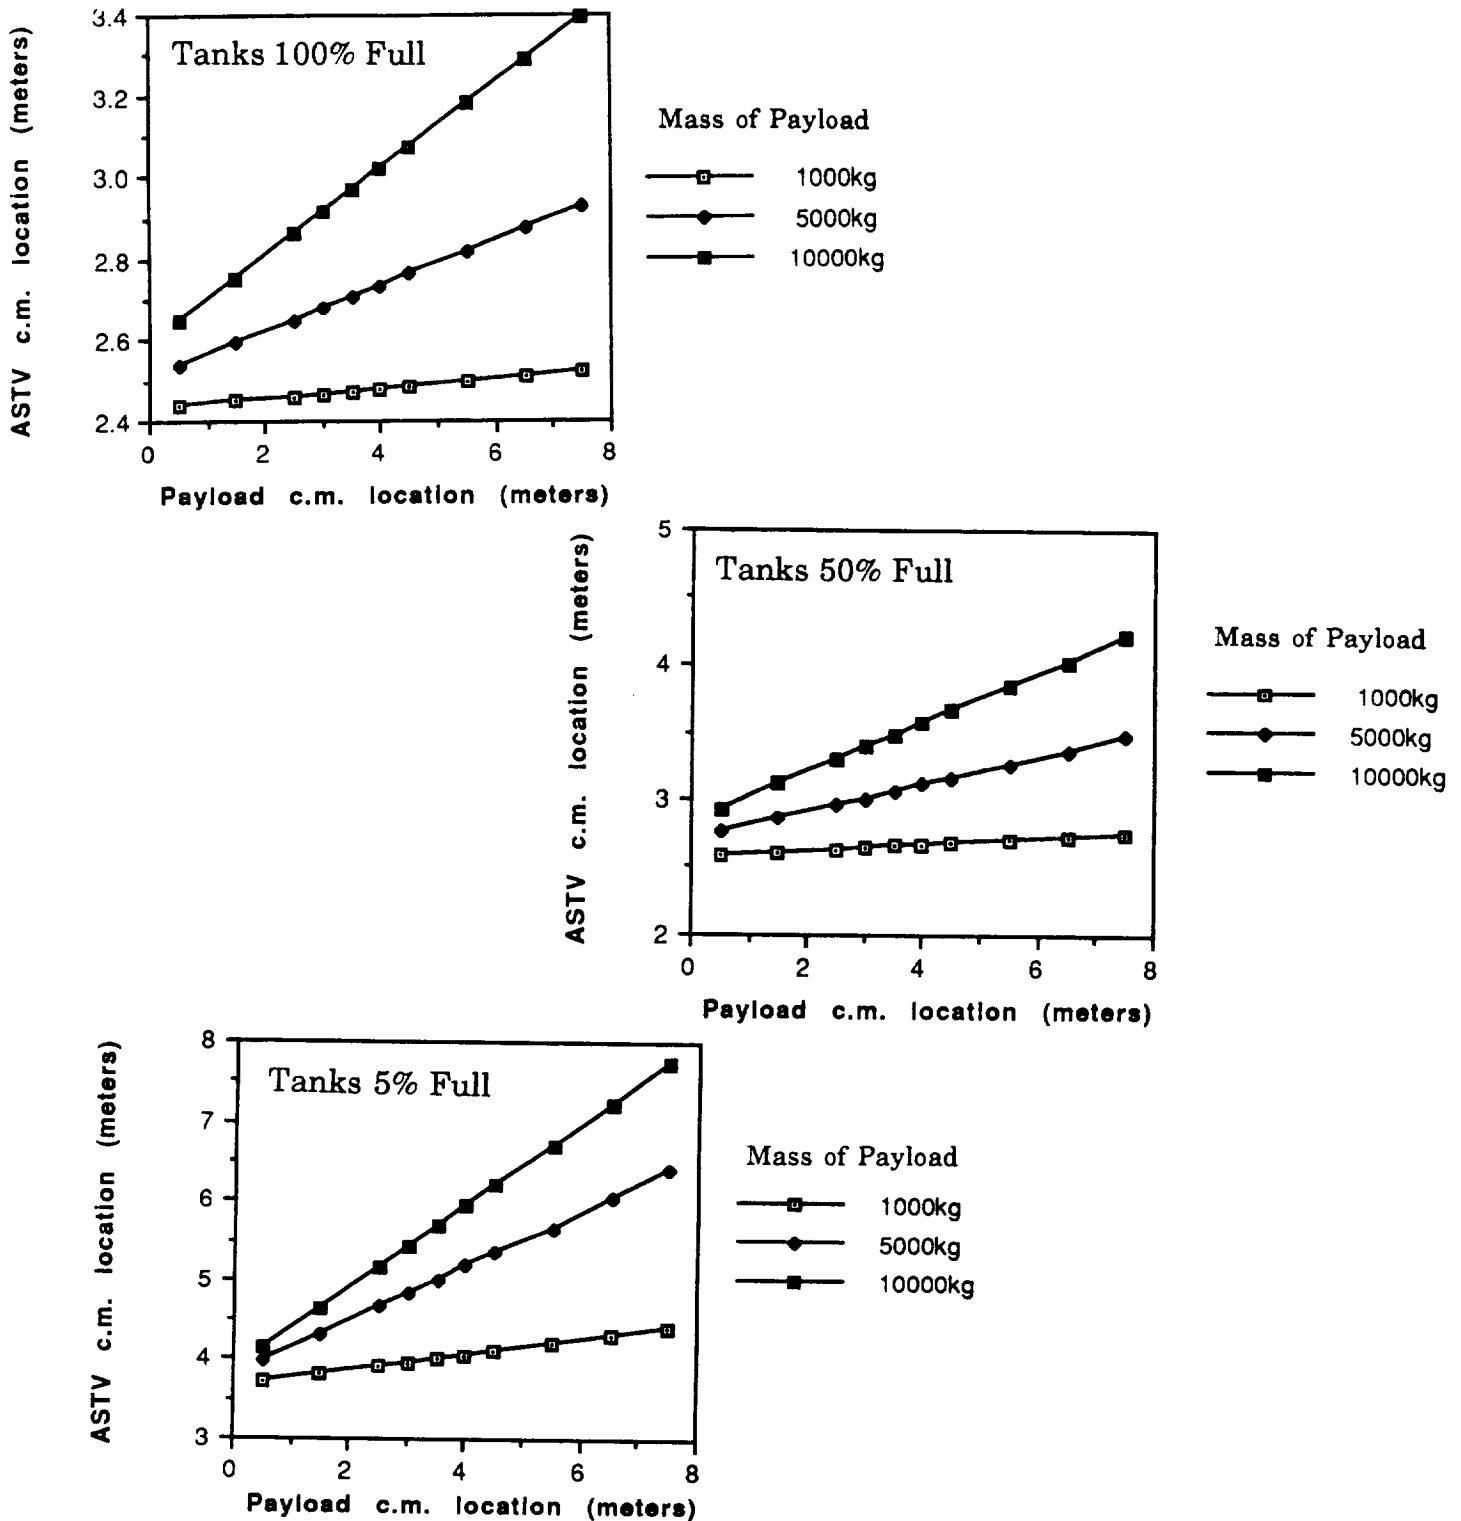 Tanks 100% Full
ASTV c.m. location (meters)
3.4
3.2
3.0
2.8
2.6
2.4
0 2 4 6 8
Payload c.m. location (meters)
Mass of Payload
1000kg
5000kg
10000kg
Tanks 50% Full
ASTV c.m. location (meters)
5
4
3
2
0 2 4 6 8
Payload c.m. location (meters)
Mass of Payload
1000kg
5000kg
10000kg
Tanks 5% Full
ASTV c.m. location (meters)
8
7
6
5
4
3
0 2 4 6 8
Payload c.m. location (meters)
Mass of Payload
1000kg
5000kg
10000kg